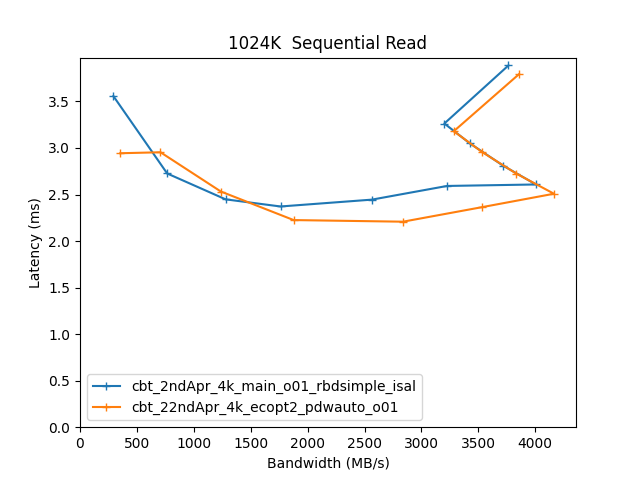 1024K  Sequential Read
3.5
3.0
2.5
2.0
1.5
1.0
0.5
0.0
Latency (ms)
cbt_2ndApr_4k_main_o01_rbdsimple_isal
cbt_22ndApr_4k_ecopt2_pdwauto_o01
0 500 1000 1500 2000 2500 3000 3500 4000
Bandwidth (MB/s)